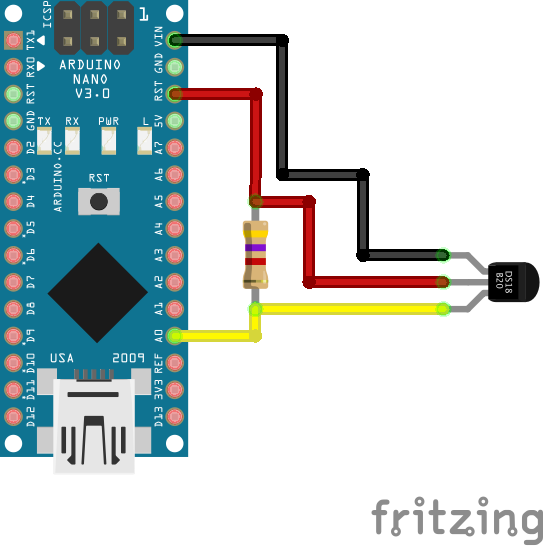 ICSP
1
TX1
RX0
RST
GND
D2
D3
D4
D5
D6
D7
D8
D9
D10
D11
D12
ARDUINO
NANO
V3.0
TX RX PWR L
ARDUINO.CC
RST
USA 2009
VIN
GND
RST
5V
A7
A6
A5
A4
A3
A2
A1
A0
REF
3V3
D13
DS18
B20
fritzing